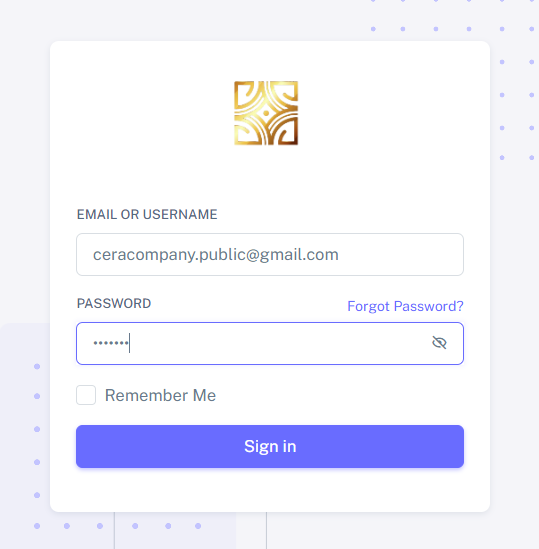 EMAIL OR USERNAME
ceracompany.public@gmail.com
PASSWORD
Forgot Password?
•••••••
Remember Me
Sign in